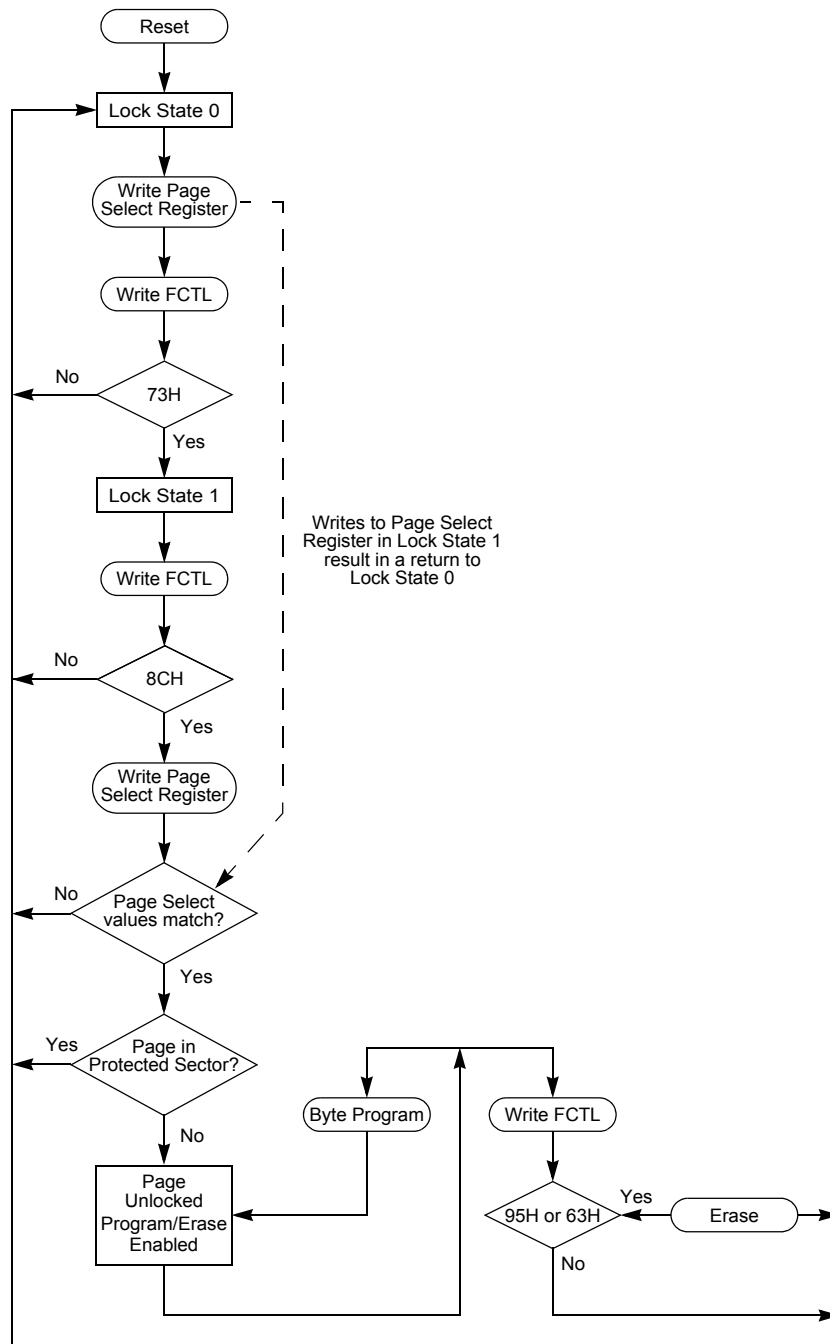 Reset
Lock State 0
Write Page
Select Register
Write FCTL
No
73H
Yes
Lock State 1
Writes to Page Select
Register in Lock State 1
result in a return to
Lock State 0
Write FCTL
No
8CH
Yes
Write Page
Select Register
No
Page Select
values match?
Yes
Yes
Page in
Protected Sector?
No
Byte Program
Write FCTL
Page
Unlocked
Program/Erase
Enabled
95H or 63H
Yes
Erase
No